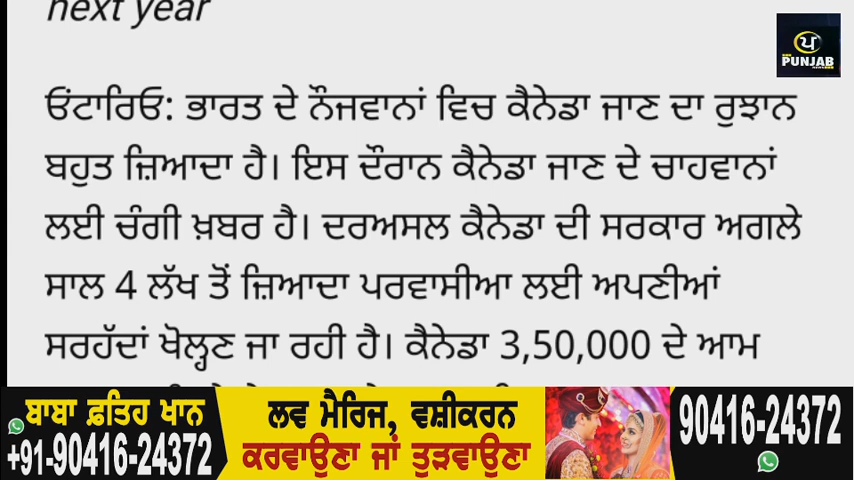 next year
ਪ
PUNJAB
ਓਂਟਾਰਿਓ: ਭਾਰਤ ਦੇ ਨੌਜਵਾਨਾਂ ਵਿਚ ਕੈਨੇਡਾ ਜਾਣ ਦਾ ਰੁਝਾਨ
ਬਹੁਤ ਜ਼ਿਆਦਾ ਹੈ। ਇਸ ਦੌਰਾਨ ਕੈਨੇਡਾ ਜਾਣ ਦੇ ਚਾਹਵਾਨਾਂ
ਲਈ ਚੰਗੀ ਖ਼ਬਰ ਹੈ। ਦਰਅਸਲ ਕੈਨੇਡਾ ਦੀ ਸਰਕਾਰ ਅਗਲੇ
ਸਾਲ 4 ਲੱਖ ਤੋਂ ਜ਼ਿਆਦਾ ਪਰਵਾਸੀਆ ਲਈ ਅਪਣੀਆਂ
ਸਰਹੱਦਾਂ ਖੋਲ੍ਹਣ ਜਾ ਰਹੀ ਹੈ। ਕੈਨੇਡਾ 3,50,000 ਦੇ ਆਮ
ਬਾਬਾ ਫ਼ਤਿਹ ਖਾਨ
+91-90416-24372
ਲਵ ਮੈਰਿਜ, ਵਸ਼ੀਕਰਨ
ਕਰਵਾਉਣਾ ਜਾਂ ਤੁੜਵਾਉਣਾ
90416-24372